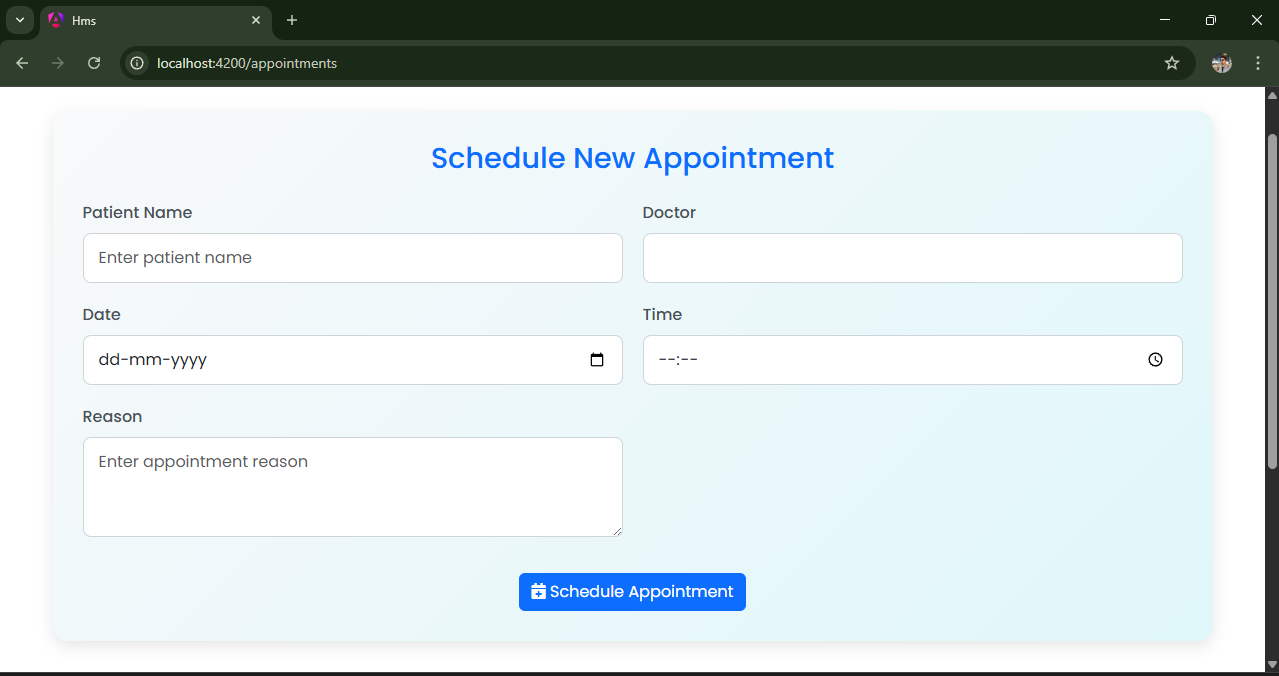 Hms
localhost:4200/appointments
Schedule New Appointment
Patient Name
Doctor
Enter patient name
Date
Time
dd-mm-yyyy
--:--
Reason
Enter appointment reason
Schedule Appointment